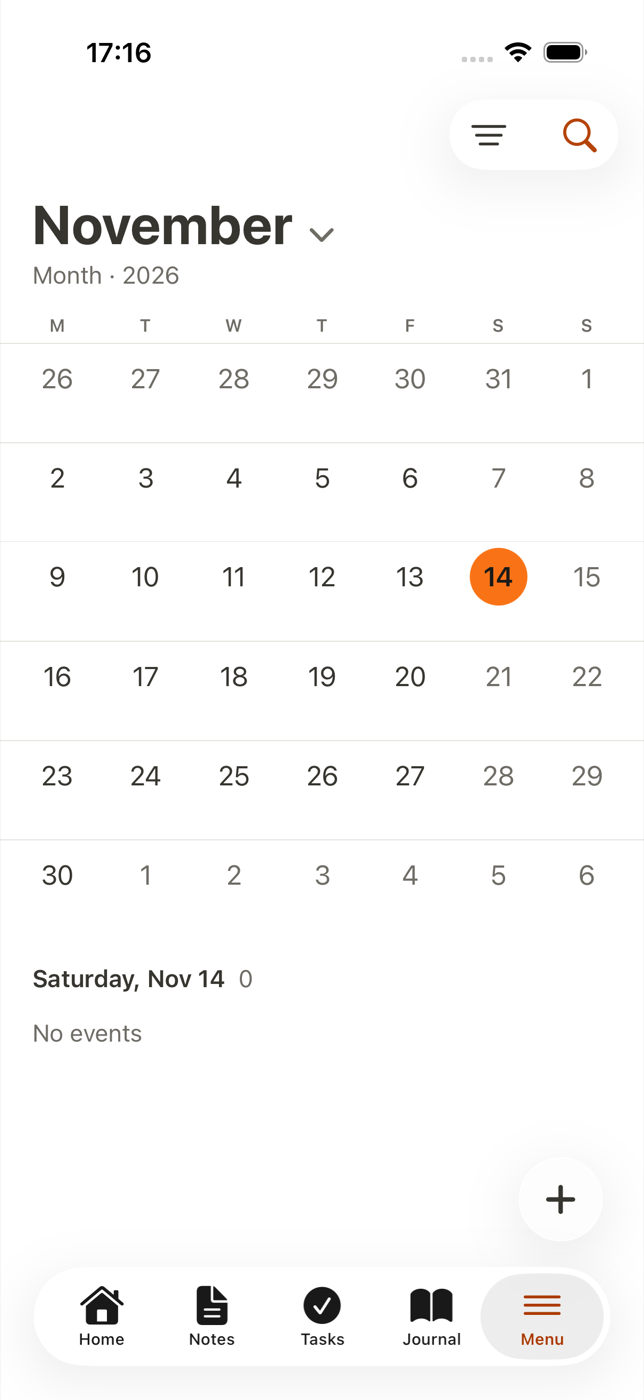 17:16
November
Month · 2026
M T W T F S S
26 27 28 29 30 31 1
2 3 4 5 6 7 8
9 10 11 12 13 14 15
16 17 18 19 20 21 22
23 24 25 26 27 28 29
30 1 2 3 4 5 6
Saturday, Nov 14 0
No events
Home Notes Tasks Journal Menu